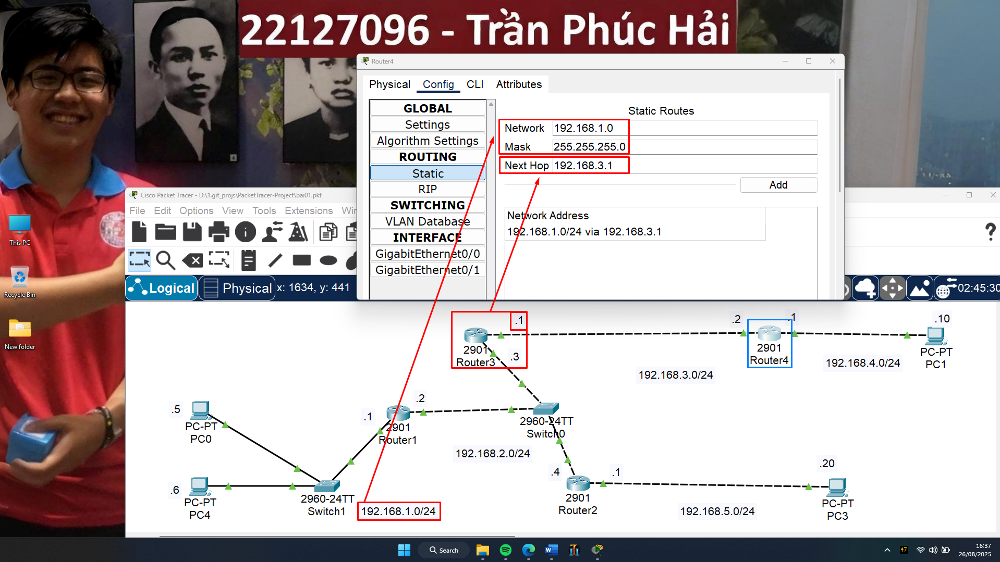 22127096 - Trần Phúc Hải
Router4
Physical Config CLI Attributes
GLOBAL
Settings
Algorithm Settings
ROUTING
Static
RIP
SWITCHING
VLAN Database
INTERFACE
GigabitEthernet0/0
GigabitEthernet0/1
Static Routes
Network 192.168.1.0
Mask 255.255.255.0
Next Hop 192.168.3.1
Add
Network Address
192.168.1.0/24 via 192.168.3.1
Cisco Packet Tracer - D:\1.git_projs\PacketTracer-Project\bai01.pkt
File Edit Options View Tools Extensions
This PC
Recycle Bin
New folder
Logical Physical x: 1634, y: 441
02:45:30
.1
2901
Router3
.3
.2
2901
Router4
.1
.10
PC-PT
PC1
192.168.3.0/24
192.168.4.0/24
.5
PC-PT
PC0
.1
.2
2901
Router1
2960-24TT
Switch0
192.168.2.0/24
.6
PC-PT
PC4
2960-24TT
Switch1
192.168.1.0/24
.4
.1
2901
Router2
192.168.5.0/24
.20
PC-PT
PC3
Search
47
16:37
26/08/2025